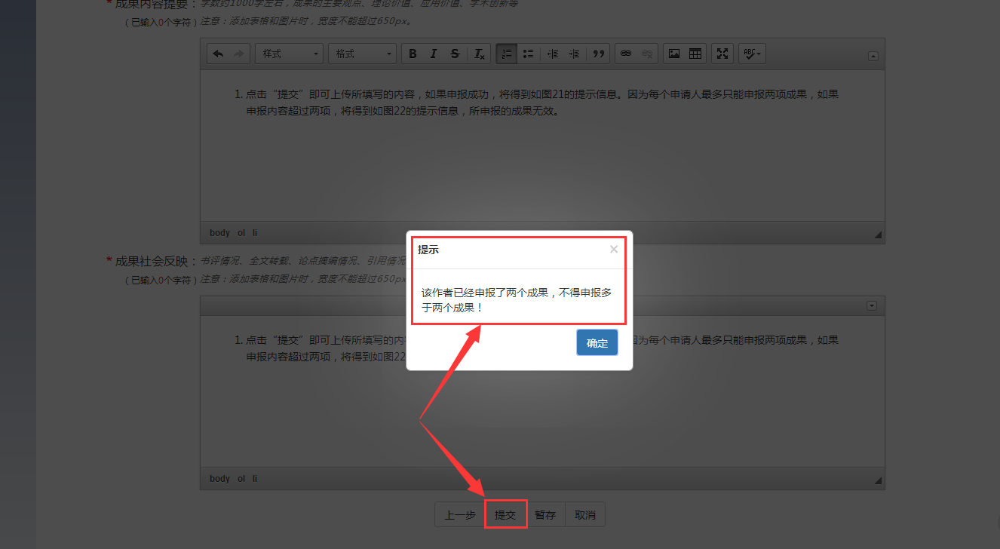 * 成果内容提要：字数约1000字左右，成果的主要观点、理论价值、应用价值、学术创新等
（已输入0个字符）注意：添加表格和图片时，宽度不能超过650px。
样式 格式 B I S Tx ABC
1. 点击“提交”即可上传所填写的内容，如果申报成功，将得到如图21的提示信息。因为每个申请人最多只能申报两项成果，如果
申报内容超过两项，将得到如图22的提示信息，所申报的成果无效。
body ol li
* 成果社会反映：书评情况、全文转载、论点摘编情况、引用情况
（已输入0个字符）注意：添加表格和图片时，宽度不能超过650px
提示 ×
该作者已经申报了两个成果，不得申报多
于两个成果！
确定
1. 点击“提交”即可上传所填写的内 为每个申请人最多只能申报两项成果，如果
申报内容超过两项，将得到如图22
body ol li
上一步 提交 暂存 取消